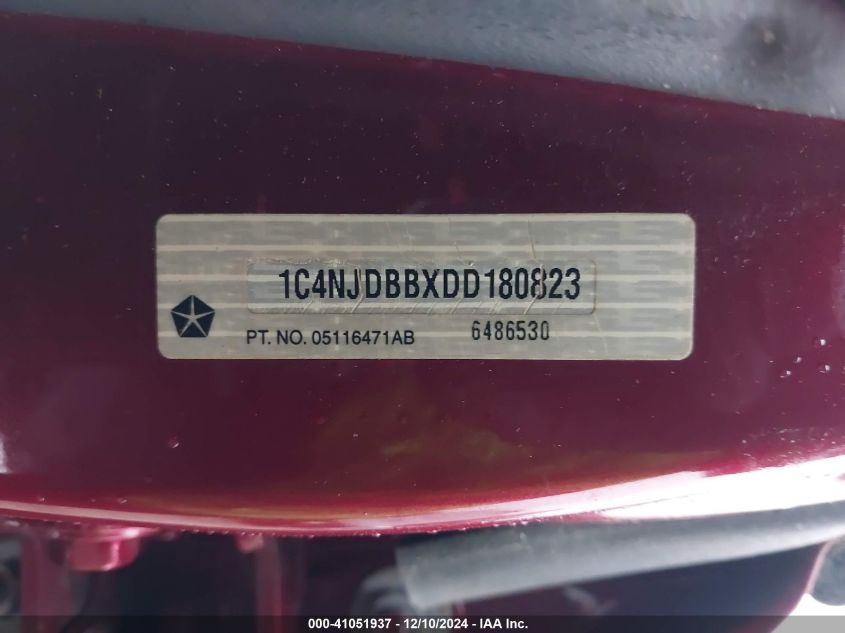 1C4NJDBBXDD180823
PT. NO. 05116471AB 6486530
000-41051937 - 12/10/2024 - IAA Inc.